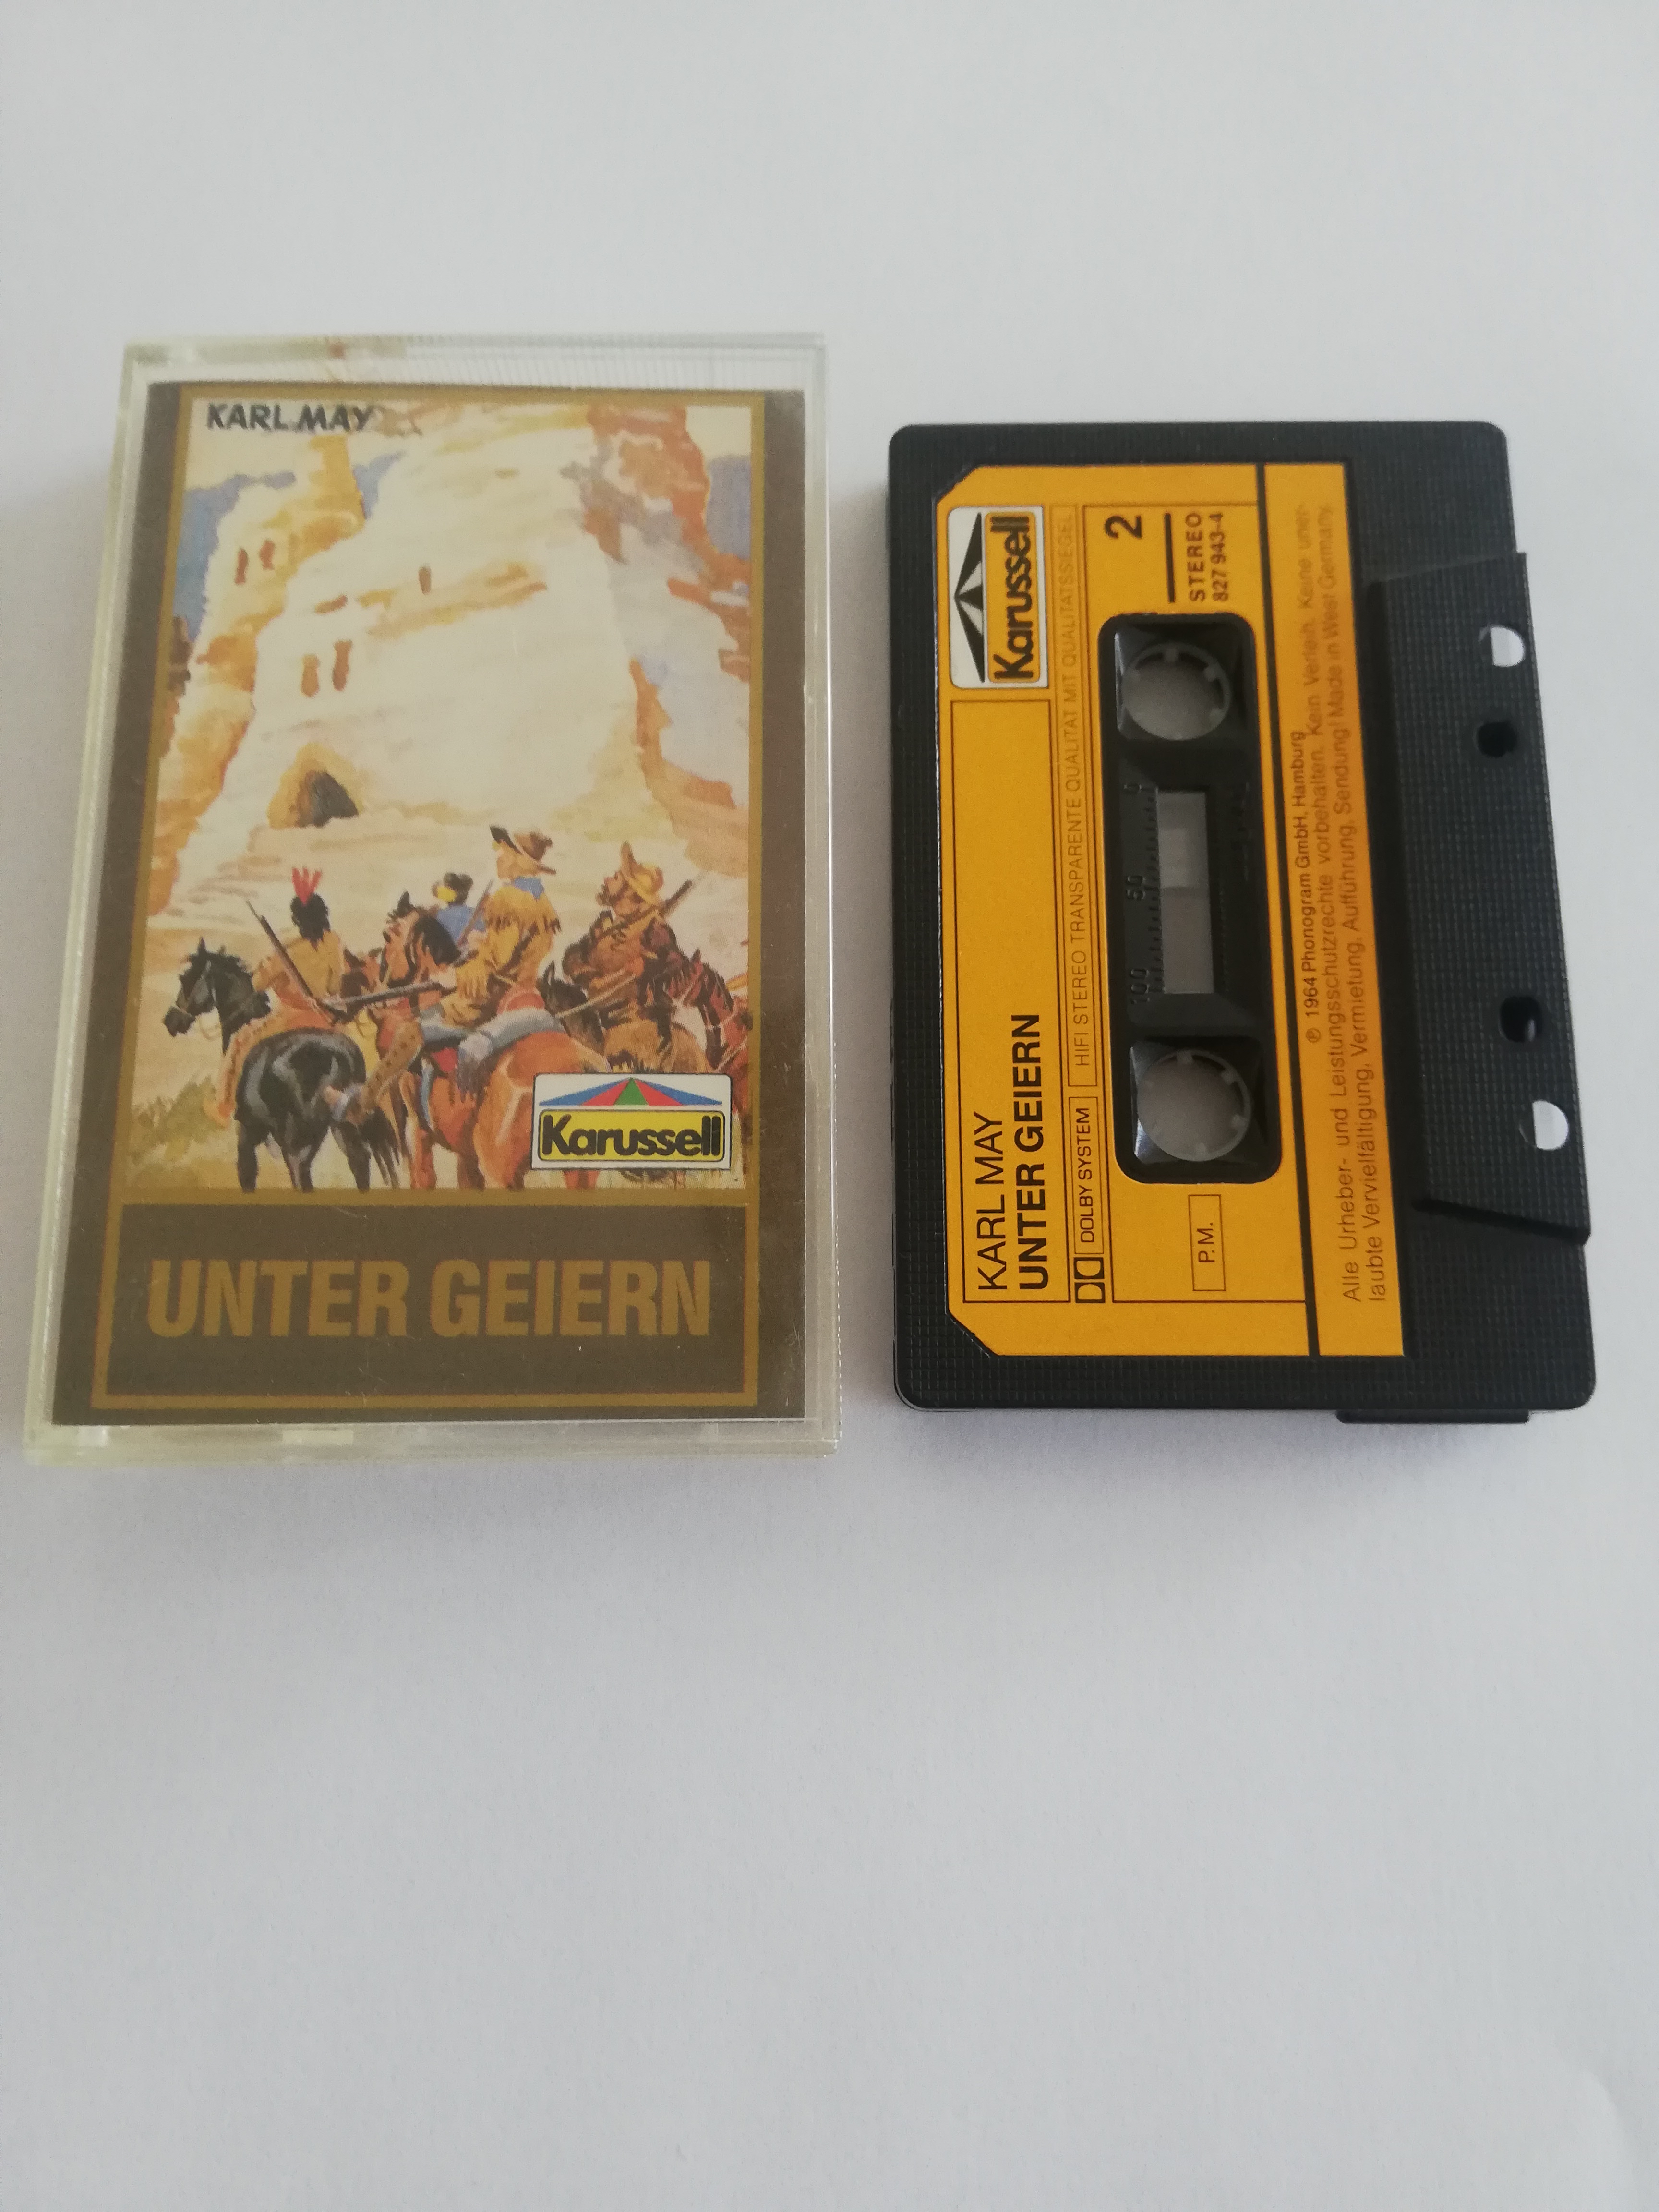 KARL MAY
Karussell
UNTER GEIERN
Karussell
KARL MAY
UNTER GEIERN
DOLBY SYSTEM
HIFI STEREO TRANSPARENTE QUALITÄT MIT QUALITÄTSSIEGEL
2
STEREO
827 943-4
100 50 0
P.M.
℗ 1964 Phonogram GmbH, Hamburg
Alle Urheber- und Leistungsschutzrechte vorbehalten. Kein Verleih. Keine uner-
laubte Vervielfältigung, Vermietung, Aufführung, Sendung! Made in West Germany.